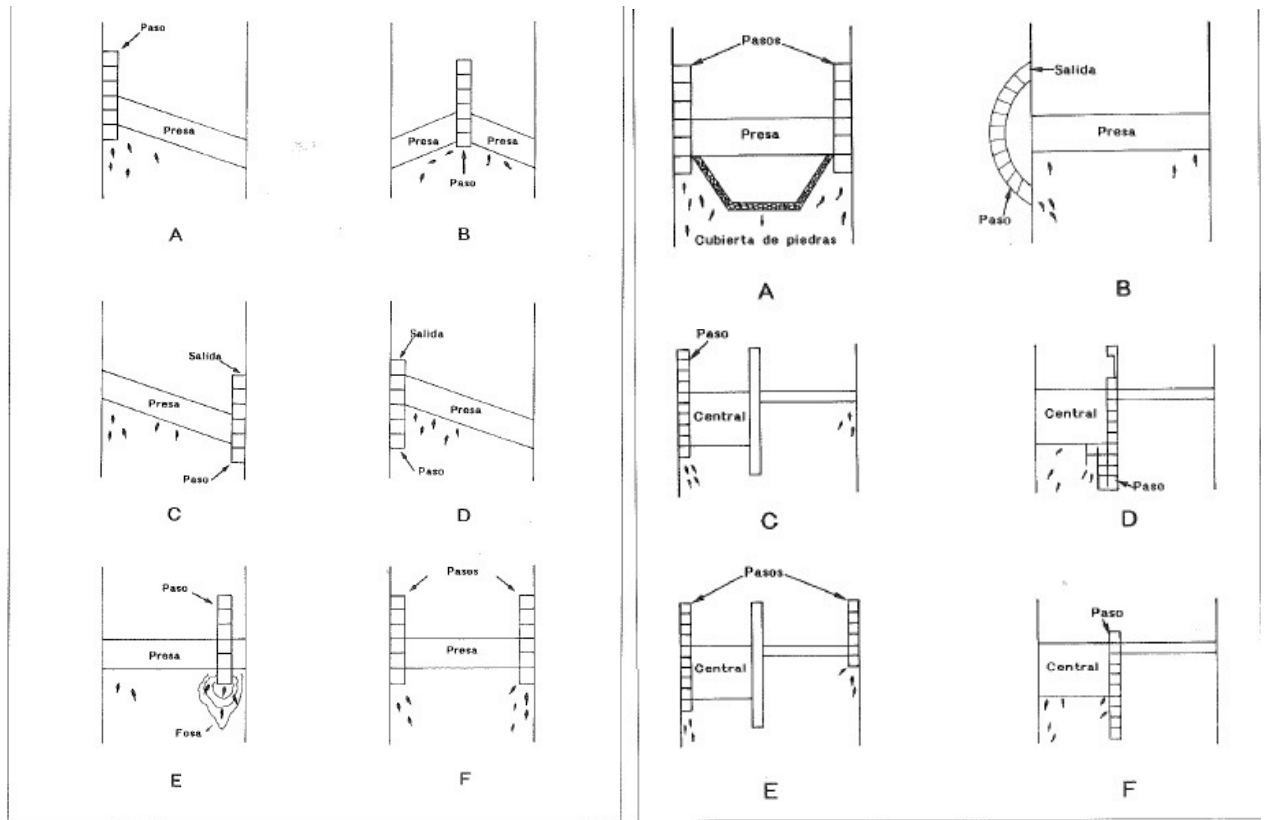 Paso
Presa
A
Presa
Presa
Paso
B
Salida
Presa
Paso
C
Salida
Presa
Paso
D
Paso
Presa
Fosa
E
Pasos
Presa
F
Pasos
Presa
Cubierta de piedras
A
Salida
Presa
Paso
B
Paso
Central
C
Central
Paso
D
Pasos
Central
E
Paso
Central
F